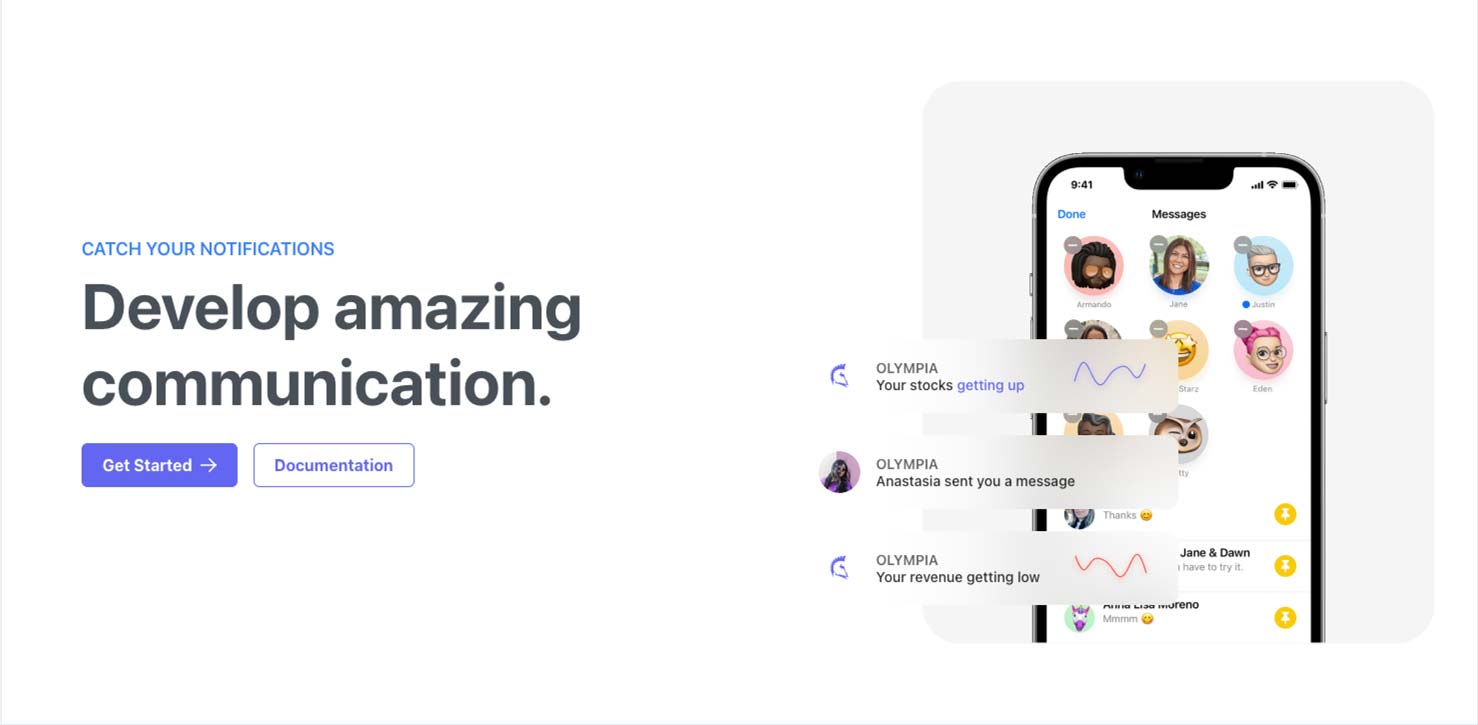 CATCH YOUR NOTIFICATIONS
Develop amazing
communication.
Get Started
Documentation
9:41
Done
Messages
Armando
Jane
Justin
Starz
Eden
OLYMPIA
Your stocks getting up
OLYMPIA
Anastasia sent you a message
Thanks
OLYMPIA
Your revenue getting low
Jane & Dawn
have to try it.
Anna Lisa Moreno
Mmmm